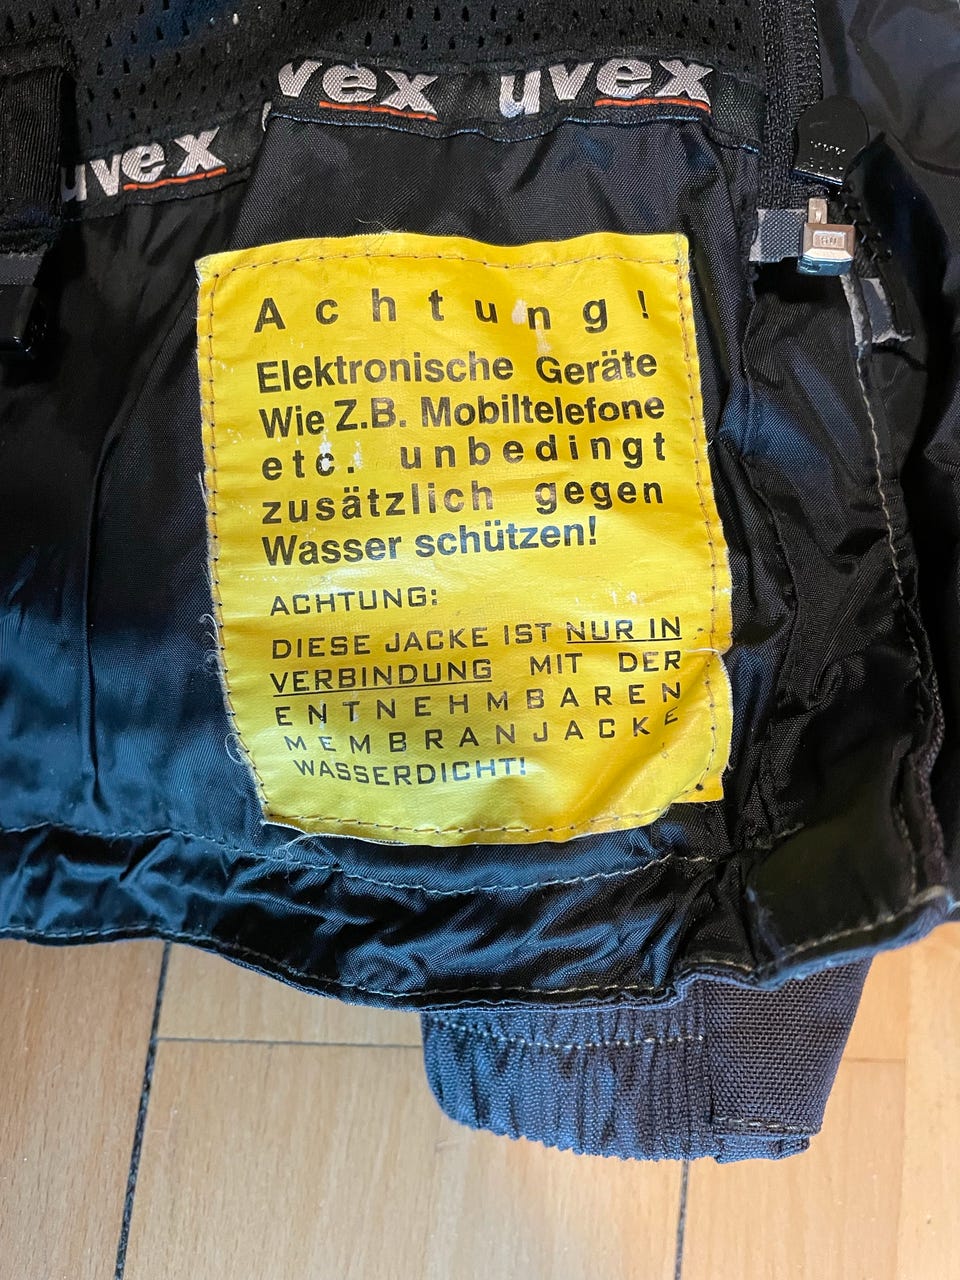 uvex uvex
uvex
Achtung!
Elektronische Geräte
Wie Z.B. Mobiltelefone
etc. unbedingt
zusätzlich gegen
Wasser schützen!
ACHTUNG:
DIESE JACKE IST NUR IN
VERBINDUNG MIT DER
ENTNEHMBAREN
MEMBRANJACKE
WASSERDICHT!